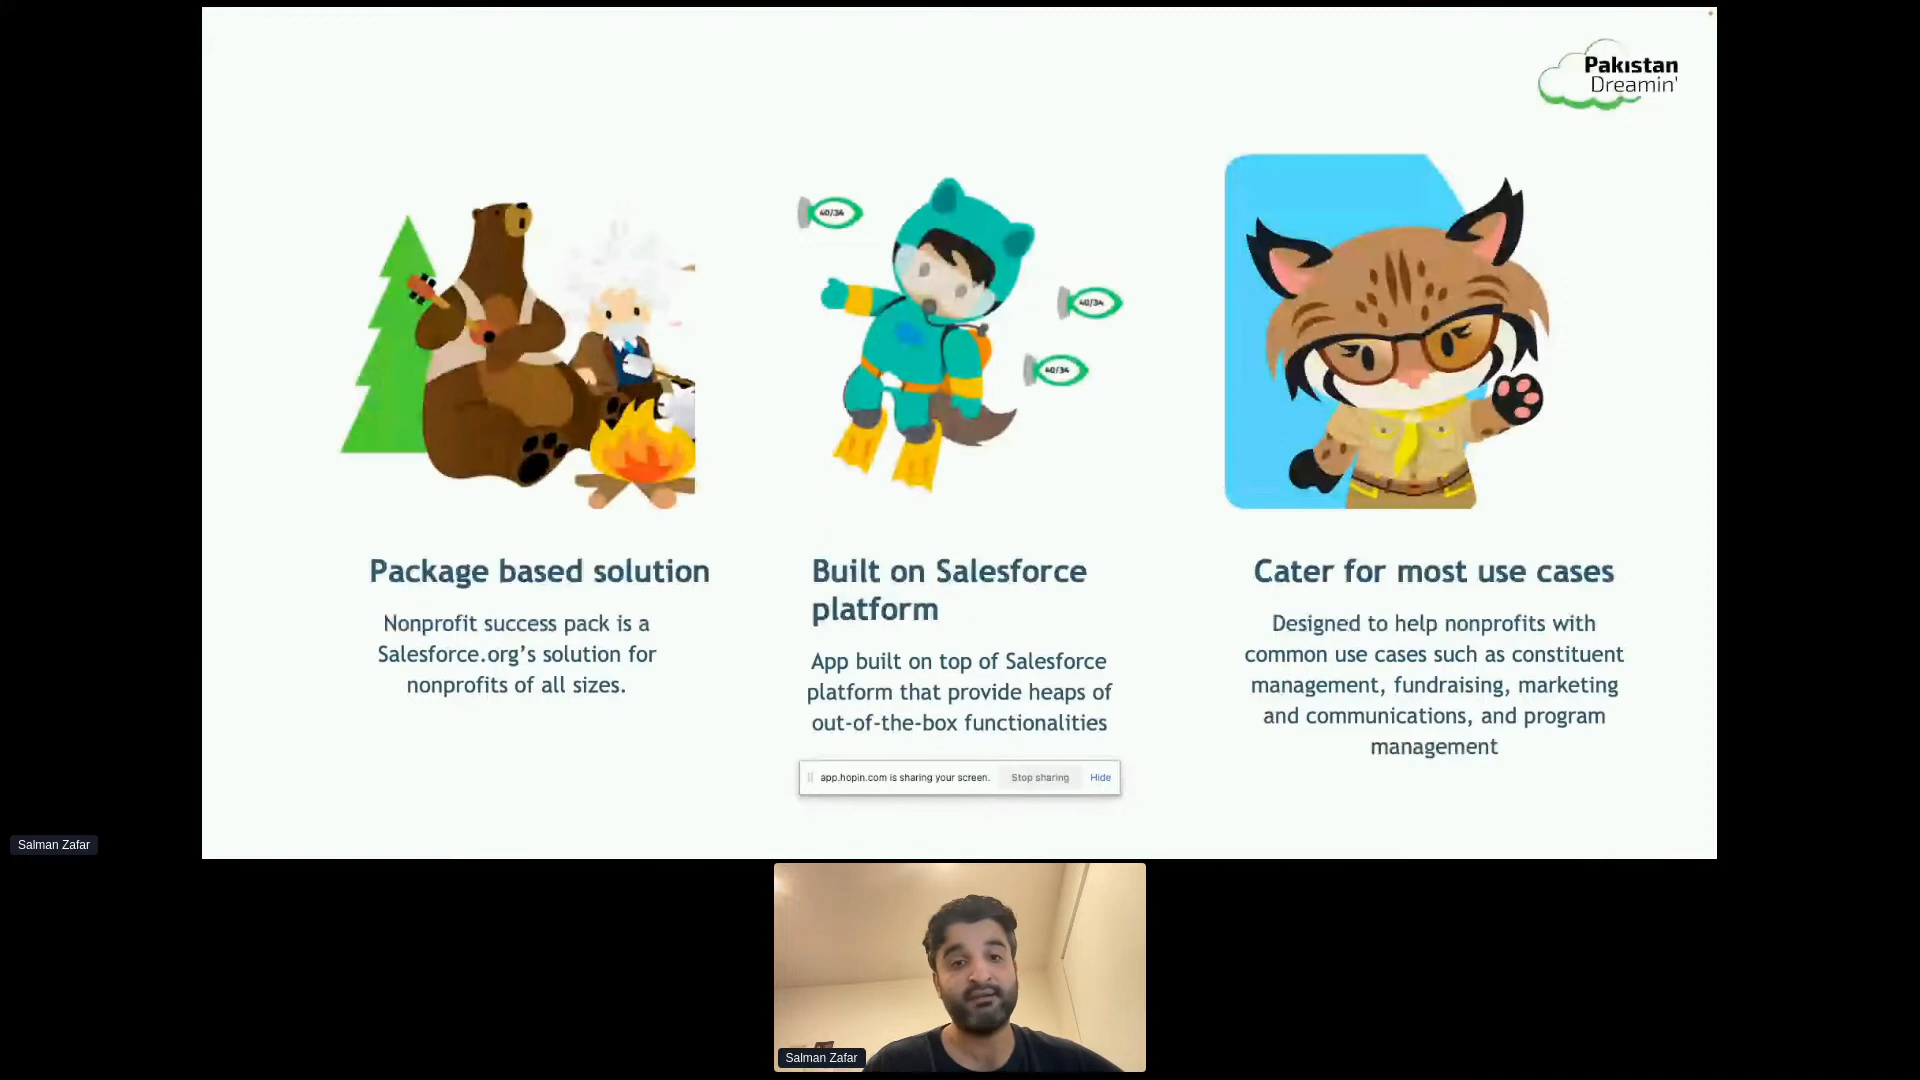 Pakistan
Dreamin'
40/34
40/34
40/34
Package based solution
Nonprofit success pack is a
Salesforce.org’s solution for
nonprofits of all sizes.
Built on Salesforce
platform
App built on top of Salesforce
platform that provide heaps of
out-of-the-box functionalities
Cater for most use cases
Designed to help nonprofits with
common use cases such as constituent
management, fundraising, marketing
and communications, and program
management
app.hopin.com is sharing your screen. Stop sharing Hide
Salman Zafar
Salman Zafar